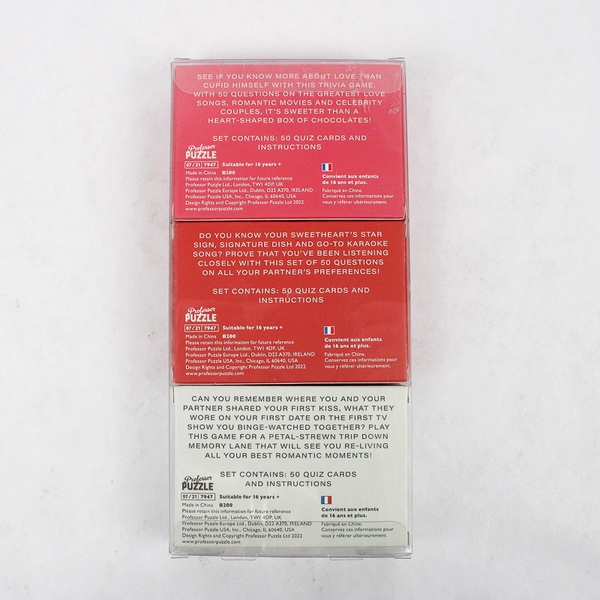 SEE IF YOU KNOW MORE ABOUT LOVE THAN
CUPID HIMSELF WITH THIS TRIVIA GAME.
WITH 50 QUESTIONS ON THE GREATEST LOVE
SONGS, ROMANTIC MOVIES AND CELEBRITY
COUPLES, IT'S SWEETER THAN A
HEART-SHAPED BOX OF CHOCOLATES!
SET CONTAINS: 50 QUIZ CARDS AND
INSTRUCTIONS
Professor
PUZZLE
07/21 7947 Suitable for 16 years +
Made in China B200
Please retain this information for future reference
Professor Puzzle Ltd., London, TW1 4DP, UK
Professor Puzzle Europe Ltd., Dublin, D22 A370, IRELAND
Professor Puzzle USA, Inc., Chicago, IL 60640, USA
Design Rights and Copyright Professor Puzzle Ltd 2022
www.professorpuzzle.com
Convient aux enfants
de 16 ans et plus.
Fabriqué en Chine.
Conservez ces informations pour
vous y référer ultérieurement.
DO YOU KNOW YOUR SWEETHEART'S STAR
SIGN, SIGNATURE DISH AND GO-TO KARAOKE
SONG? PROVE THAT YOU'VE BEEN LISTENING
CLOSELY WITH THIS SET OF 50 QUESTIONS
ON ALL YOUR PARTNER'S PREFERENCES!
SET CONTAINS: 50 QUIZ CARDS AND
INSTRUCTIONS
Professor
PUZZLE
07/21 7947 Suitable for 16 years +
Made in China B200
Please retain this information for future reference
Professor Puzzle Ltd., London, TW1 4DP, UK
Professor Puzzle Europe Ltd., Dublin, D22 A370, IRELAND
Professor Puzzle USA, Inc., Chicago, IL 60640, USA
Design Rights and Copyright Professor Puzzle Ltd 2022
www.professorpuzzle.com
Convient aux enfants
de 16 ans et plus.
Fabriqué en Chine.
Conservez ces informations pour
vous y référer ultérieurement.
CAN YOU REMEMBER WHERE YOU AND YOUR
PARTNER SHARED YOUR FIRST KISS, WHAT THEY
WORE ON YOUR FIRST DATE OR THE FIRST TV
SHOW YOU BINGE-WATCHED TOGETHER? PLAY
THIS GAME FOR A PETAL-STREWN TRIP DOWN
MEMORY LANE THAT WILL SEE YOU RE-LIVING
ALL YOUR BEST ROMANTIC MOMENTS!
SET CONTAINS: 50 QUIZ CARDS
AND INSTRUCTIONS
Professor
PUZZLE
07/21 7947 Suitable for 16 years +
Made in China B200
Please retain this information for future reference
Professor Puzzle Ltd., London, TW1 4DP, UK
Professor Puzzle Europe Ltd., Dublin, D22 A370, IRELAND
Professor Puzzle USA, Inc., Chicago, IL 60640, USA
Design Rights and Copyright Professor Puzzle Ltd 2022
www.professorpuzzle.com
Convient aux enfants
de 16 ans et plus.
Fabriqué en Chine.
Conservez ces informations pour
vous y référer ultérieurement.